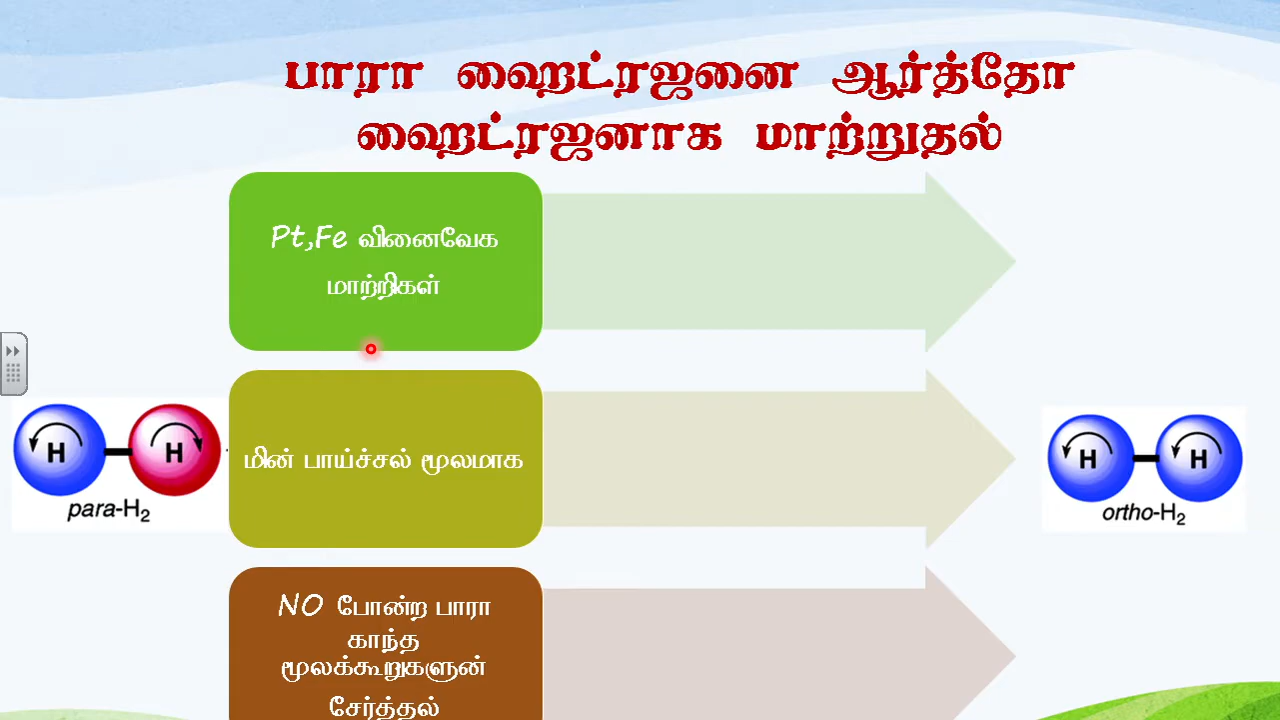 பாரா ஹைட்ரஜனை ஆர்த்தோ
ஹைட்ரஜனாக மாற்றுதல்
Pt,Fe வினைவேக
மாற்றிகள்
மின் பாய்ச்சல் மூலமாக
H H
para-H₂
H H
ortho-H₂
NO போன்ற பாரா
காந்த
மூலக்கூறுகளுன்
சேர்த்தல்